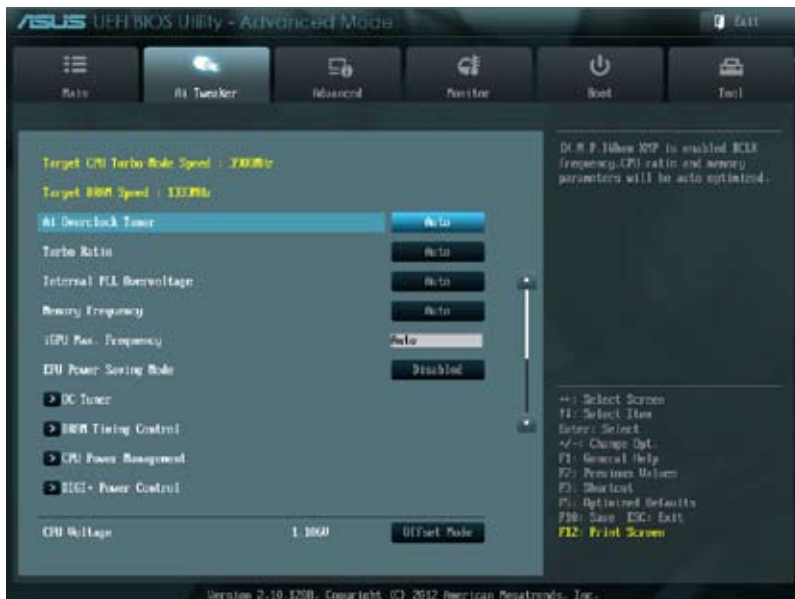 ASUS UEFI BIOS Utility - Advanced Mode
Exit
Main
Ai Tweaker
Advanced
Monitor
Boot
Tool
Target CPU Turbo Mode Speed : 3900MHz
Target DRAM Speed : 1333MHz
Ai Overclock Tuner Auto
Turbo Ratio Auto
Internal PLL Overvoltage Auto
Memory Frequency Auto
iGPU Max. Frequency Auto
EPU Power Saving Mode Disabled
> OC Tuner
> DRAM Timing Control
> CPU Power Management
> DIGI+ Power Control
CPU Voltage Offset Mode
[X.M.P.]When XMP is enabled BCLK
frequency,CPU ratio and memory
parameters will be auto optimized.
→←: Select Screen
↑↓: Select Item
Enter: Select
+/-: Change Opt.
F1: General Help
F2: Previous Values
F3: Shortcut
F5: Optimized Defaults
F10: Save ESC: Exit
F12: Print Screen
Version 2.10.1208. Copyright (C) 2012 American Megatrends, Inc.